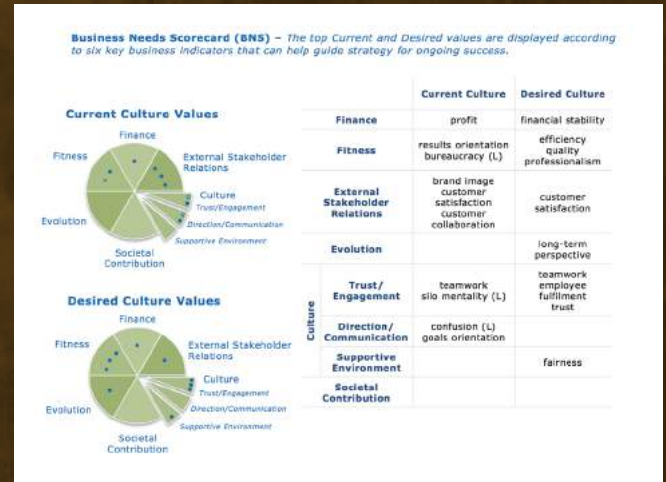 Business Needs Scorecard (BNS) – The top Current and Desired values are displayed according
to six key business indicators that can help guide strategy for ongoing success.
Current Culture Values
Finance
Fitness
External Stakeholder
Relations
Culture
Trust/Engagement
Direction/Communication
Supportive Environment
Evolution
Societal
Contribution
Desired Culture Values
Finance
Fitness
External Stakeholder
Relations
Culture
Trust/Engagement
Direction/Communication
Supportive Environment
Evolution
Societal
Contribution
Current Culture Desired Culture
Finance profit financial stability
Fitness results orientation efficiency
bureaucracy (L) quality
professionalism
External brand image customer
Stakeholder customer satisfaction
Relations satisfaction
customer
collaboration
Evolution long-term
perspective
Culture
Trust/ teamwork teamwork
Engagement silo mentality (L) employee
fulfilment
trust
Direction/ confusion (L)
Communication goals orientation
Supportive fairness
Environment
Societal
Contribution